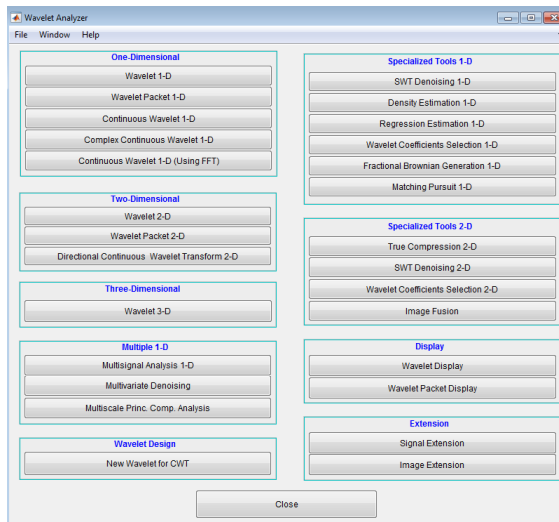 Wavelet Analyzer
File Window Help
One-Dimensional
Wavelet 1-D
Wavelet Packet 1-D
Continuous Wavelet 1-D
Complex Continuous Wavelet 1-D
Continuous Wavelet 1-D (Using FFT)
Two-Dimensional
Wavelet 2-D
Wavelet Packet 2-D
Directional Continuous Wavelet Transform 2-D
Three-Dimensional
Wavelet 3-D
Multiple 1-D
Multisignal Analysis 1-D
Multivariate Denoising
Multiscale Princ. Comp. Analysis
Wavelet Design
New Wavelet for CWT
Specialized Tools 1-D
SWT Denoising 1-D
Density Estimation 1-D
Regression Estimation 1-D
Wavelet Coefficients Selection 1-D
Fractional Brownian Generation 1-D
Matching Pursuit 1-D
Specialized Tools 2-D
True Compression 2-D
SWT Denoising 2-D
Wavelet Coefficients Selection 2-D
Image Fusion
Display
Wavelet Display
Wavelet Packet Display
Extension
Signal Extension
Image Extension
Close